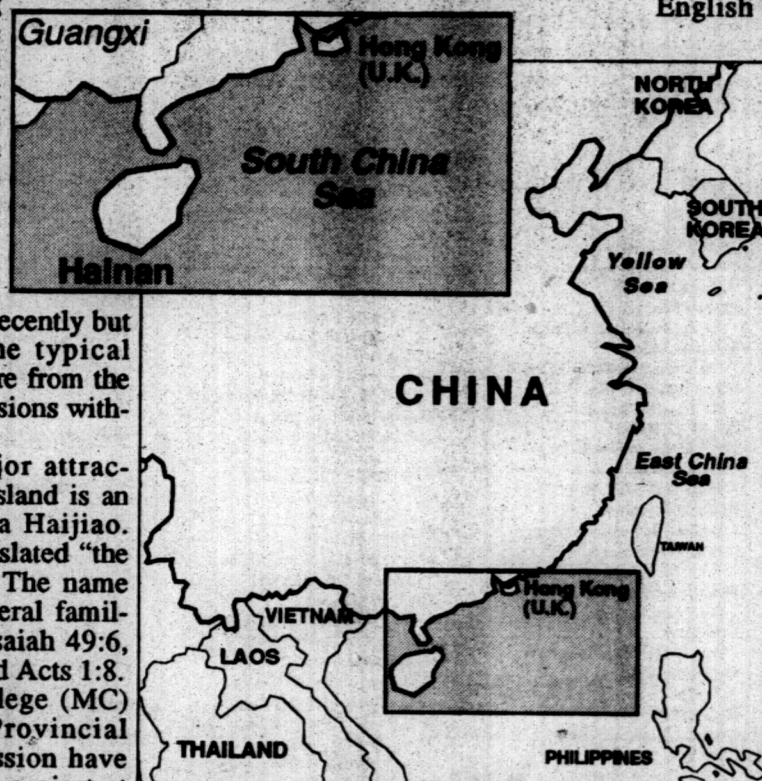 English
Guangxi
Hong Kong
(U.K.)
South China
Sea
Hainan
NORTH
KOREA
SOUTH
KOREA
Yellow
Sea
CHINA
East China
Sea
TAIWAN
Hong Kong
(U.K.)
VIETNAM
LAOS
THAILAND
PHILIPPINES
ecently but
ne typical
re from the
sions with-
jor attrac-
sland is an
a Haijiao.
slated “the
The name
eral famil-
saiah 49:6,
d Acts 1:8.
lege (MC)
Provincial
ssion have